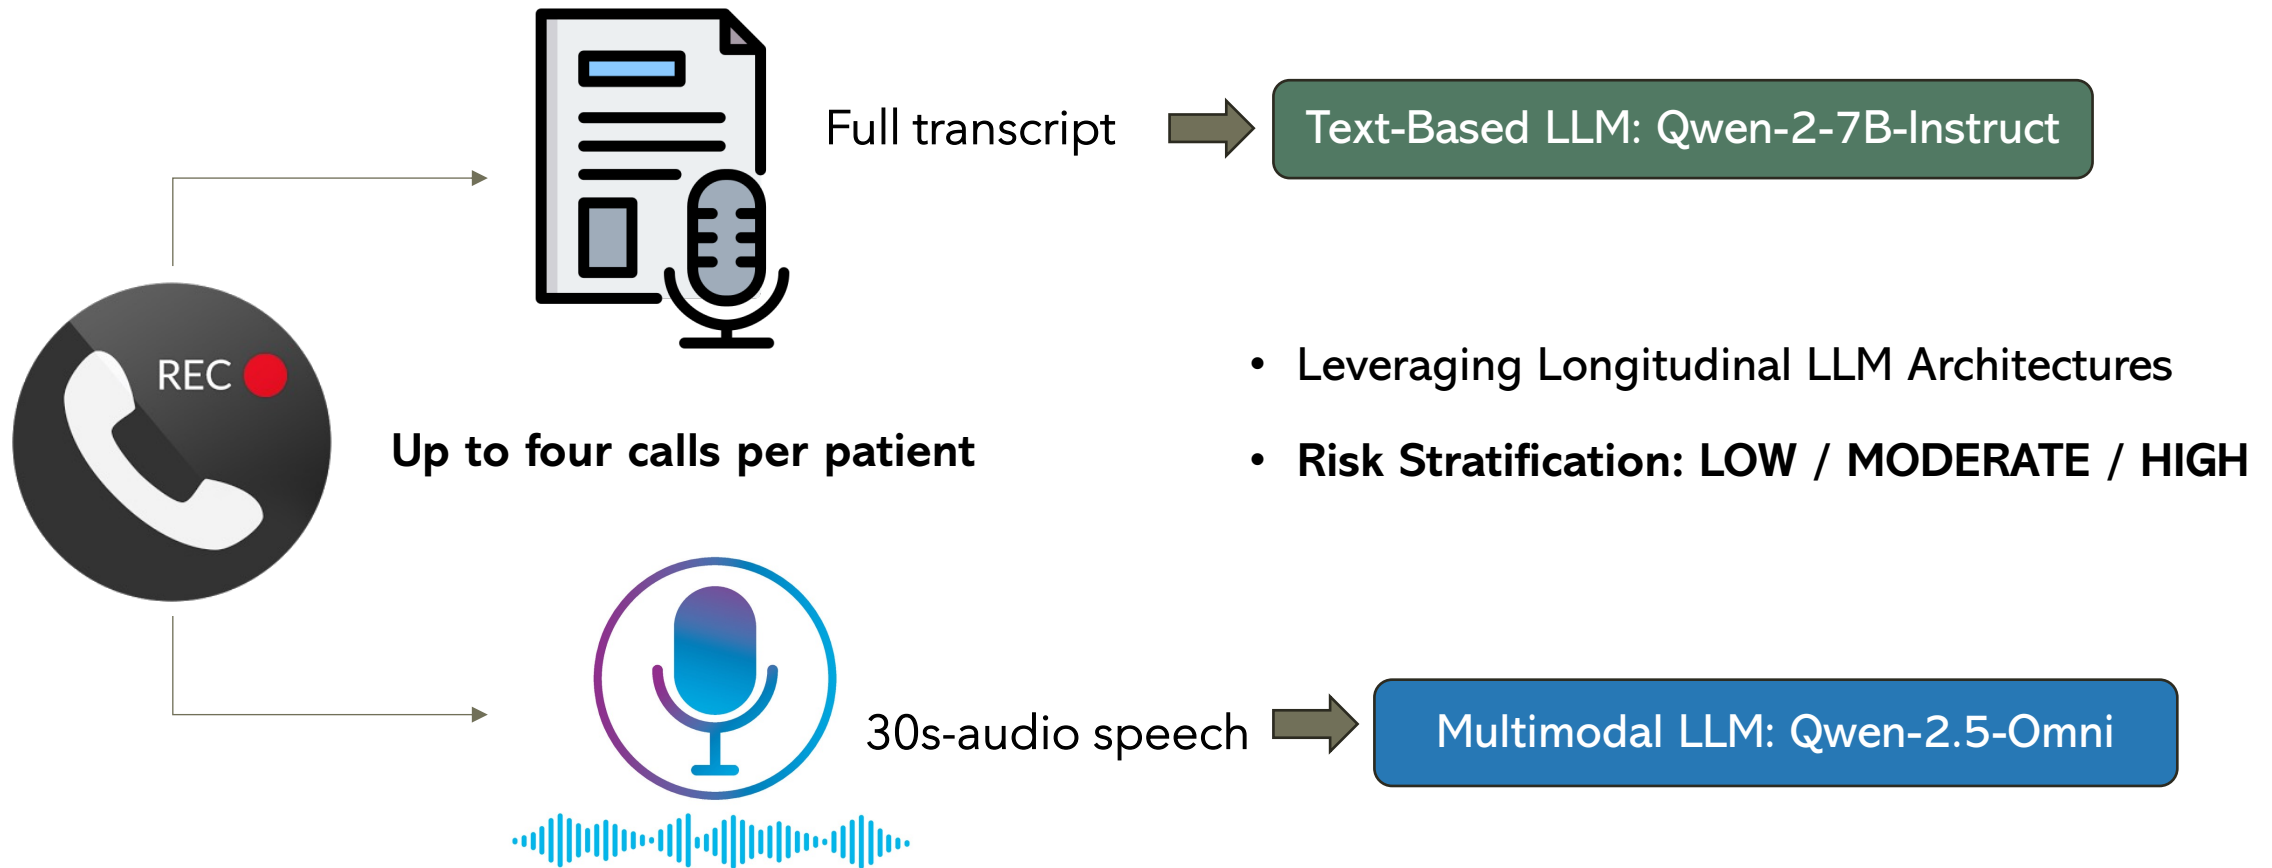 Full transcript
Text-Based LLM: Qwen-2-7B-Instruct
REC
Up to four calls per patient
• Leveraging Longitudinal LLM Architectures
• Risk Stratification: LOW / MODERATE / HIGH
30s-audio speech
Multimodal LLM: Qwen-2.5-Omni